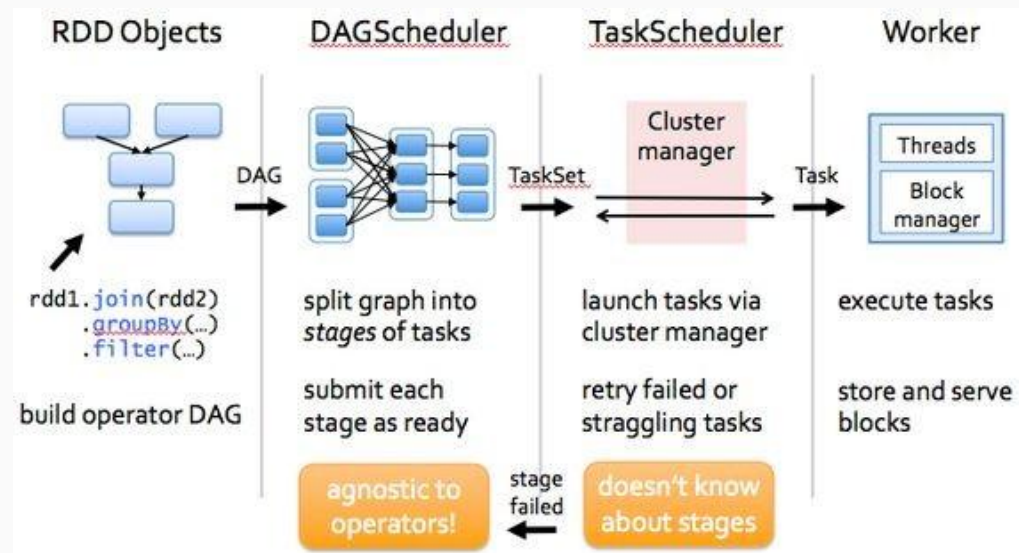 RDD Objects
DAGScheduler
TaskScheduler
Worker
DAG
TaskSet
Cluster
manager
Task
Threads
Block
manager
rdd1.join(rdd2)
.groupBy(…)
.filter(…)
build operator DAG
split graph into
stages of tasks
submit each
stage as ready
agnostic to
operators!
stage
failed
launch tasks via
cluster manager
retry failed or
straggling tasks
doesn't know
about stages
execute tasks
store and serve
blocks